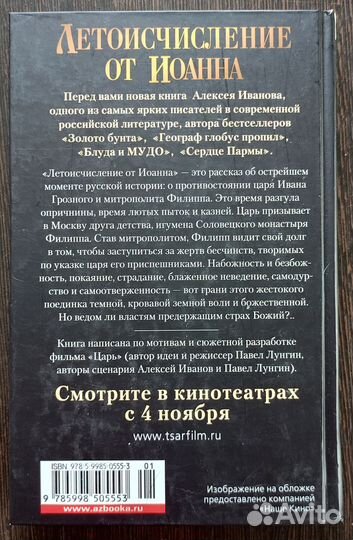 Летоисчисление
от Иоанна
Перед вами новая книга Алексея Иванова,
одного из самых ярких писателей в современной
российской литературе, автора бестселлеров
«Золото бунта», «Географ глобус пропил»,
«Блуда и МУДО», «Сердце Пармы».
«Летоисчисление от Иоанна» — это рассказ об острейшем
моменте русской истории: о противостоянии царя Ивана
Грозного и митрополита Филиппа. Это время разгула
опричнины, время лютых пыток и казней. Царь призывает
в Москву друга детства, игумена Соловецкого монастыря
Филиппа. Став митрополитом, Филипп видит свой долг
в том, чтобы заступиться за жертв бесчинств, творимых
по указке царя его приспешниками. Набожность и безбож-
ность, покаяние, страдание, блаженное неведение, самодур-
ство и самоотверженность — вот грани этого жестокого
поединка темной, кровавой земной воли и божественной.
Но ведом ли властям предержащим страх Божий?..
Книга написана по мотивам и сюжетной разработке
фильма «Царь» (автор идеи и режиссер Павел Лунгин,
авторы сценария Алексей Иванов и Павел Лунгин).
Смотрите в кинотеатрах
с 4 ноября
www.tsarfilm.ru
ISBN 978-5-9985-0555-3
01
9 785998 505553
www.azbooka.ru
Изображение на обложке
предоставлено компанией
«Наше Кино»
Avito